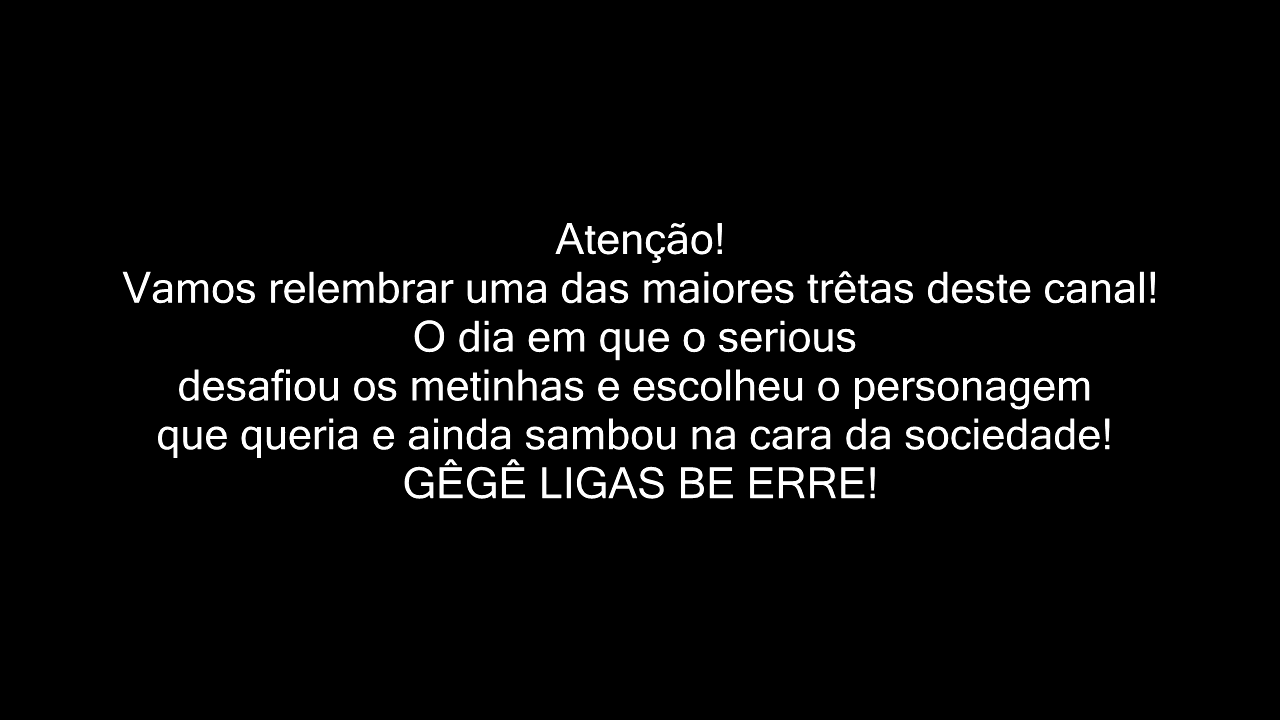 Atenção!
Vamos relembrar uma das maiores trêtas deste canal!
O dia em que o serious
desafiou os metinhas e escolheu o personagem
que queria e ainda sambou na cara da sociedade!
GÊGÊ LIGAS BE ERRE!